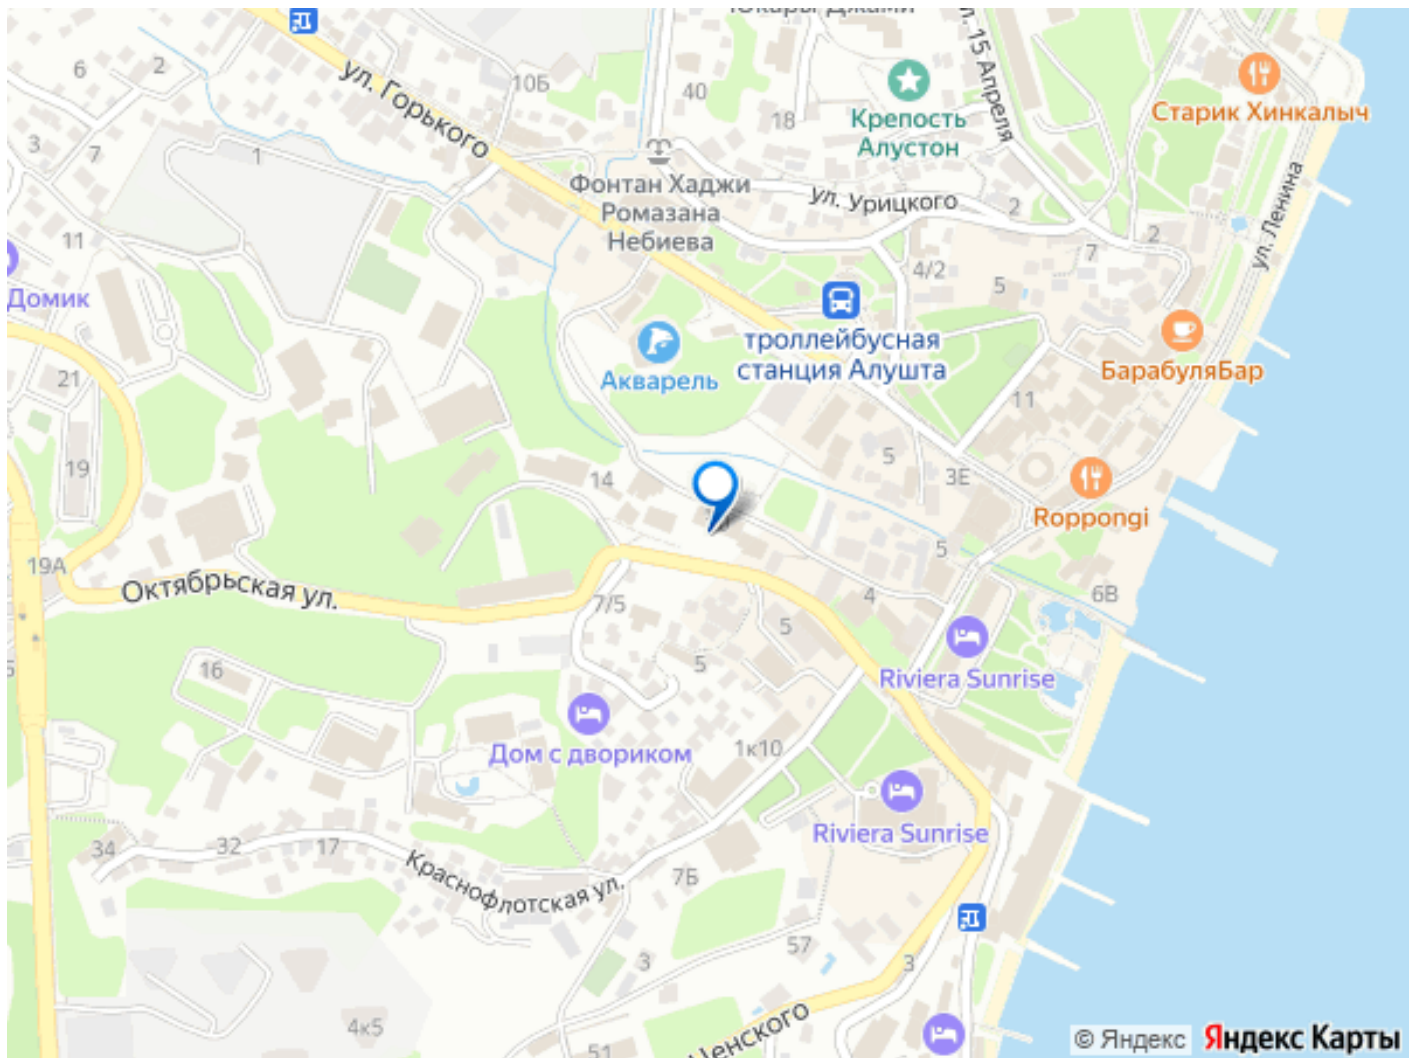 Юкары Джами
ул. 15 Апреля
6
2
10Б
40
18
Крепость
Алустон
Старик Хинкалыч
ул. Горького
3
7
1
Фонтан Хаджи
Ромазана
Небиева
ул. Урицкого
2
2
7
ул. Ленина
11
4/2
5
Домик
троллейбусная
станция Алушта
Акварель
БарабуляБар
21
11
19
14
5
3Е
Roppongi
5
19А
Октябрьская ул.
7/5
4
6В
5
5
16
Riviera Sunrise
Дом с двориком
1к10
Riviera Sunrise
34
32
17
Краснофлотская ул.
7Б
57
3
3
4к5
51
Ценского
© Яндекс Яндекс Карты